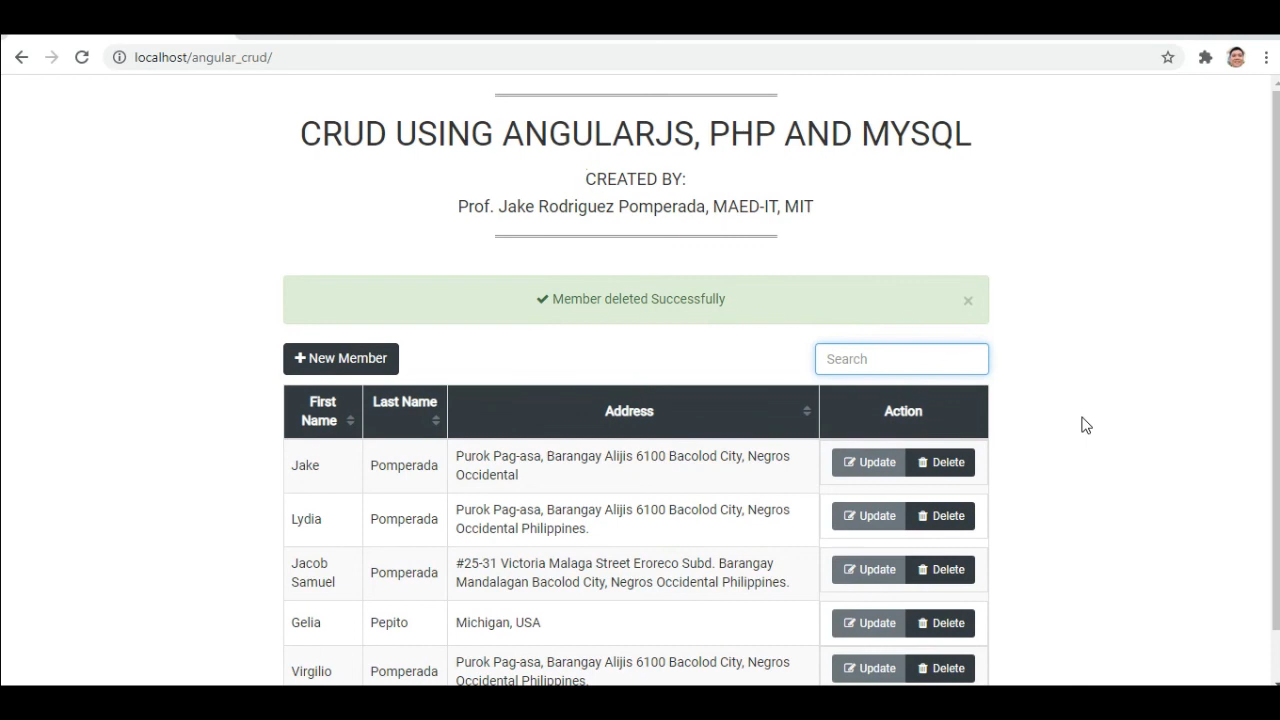 localhost/angular_crud/
CRUD USING ANGULARJS, PHP AND MYSQL
CREATED BY:
Prof. Jake Rodriguez Pomperada, MAED-IT, MIT
Member deleted Successfully ×
New Member Search
First Name Last Name Address Action
Jake Pomperada Purok Pag-asa, Barangay Alijis 6100 Bacolod City, Negros
Occidental Update Delete
Lydia Pomperada Purok Pag-asa, Barangay Alijis 6100 Bacolod City, Negros
Occidental Philippines. Update Delete
Jacob Samuel Pomperada #25-31 Victoria Malaga Street Eroreco Subd. Barangay
Mandalagan Bacolod City, Negros Occidental Philippines. Update Delete
Gelia Pepito Michigan, USA Update Delete
Virgilio Pomperada Purok Pag-asa, Barangay Alijis 6100 Bacolod City, Negros
Occidental Philippines. Update Delete